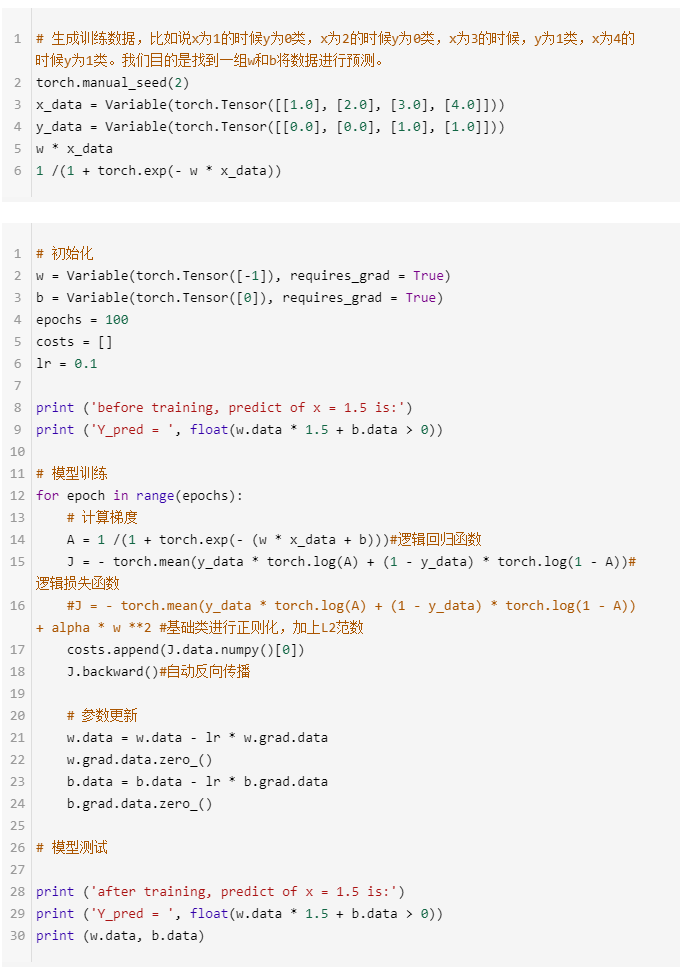 1 # 生成训练数据，比如说x为1的时候y为0类，x为2的时候y为0类，x为3的时候，y为1类，x为4的
时候y为1类。我们目的是找到一组w和b将数据进行预测。
2 torch.manual_seed(2)
3 x_data = Variable(torch.Tensor([[1.0], [2.0], [3.0], [4.0]]))
4 y_data = Variable(torch.Tensor([[0.0], [0.0], [1.0], [1.0]]))
5 w * x_data
6 1 /(1 + torch.exp(- w * x_data))
1 # 初始化
2 w = Variable(torch.Tensor([-1]), requires_grad = True)
3 b = Variable(torch.Tensor([0]), requires_grad = True)
4 epochs = 100
5 costs = []
6 lr = 0.1
7
8 print ('before training, predict of x = 1.5 is:')
9 print ('Y_pred = ', float(w.data * 1.5 + b.data > 0))
10
11 # 模型训练
12 for epoch in range(epochs):
13     # 计算梯度
14     A = 1 /(1 + torch.exp(- (w * x_data + b)))#逻辑回归函数
15     J = - torch.mean(y_data * torch.log(A) + (1 - y_data) * torch.log(1 - A))#
逻辑损失函数
16     #J = - torch.mean(y_data * torch.log(A) + (1 - y_data) * torch.log(1 - A))
+ alpha * w **2 #基础类进行正则化，加上L2范数
17     costs.append(J.data.numpy()[0])
18     J.backward()#自动反向传播
19
20     # 参数更新
21     w.data = w.data - lr * w.grad.data
22     w.grad.data.zero_()
23     b.data = b.data - lr * b.grad.data
24     b.grad.data.zero_()
25
26 # 模型测试
27
28 print ('after training, predict of x = 1.5 is:')
29 print ('Y_pred = ', float(w.data * 1.5 + b.data > 0))
30 print (w.data, b.data)